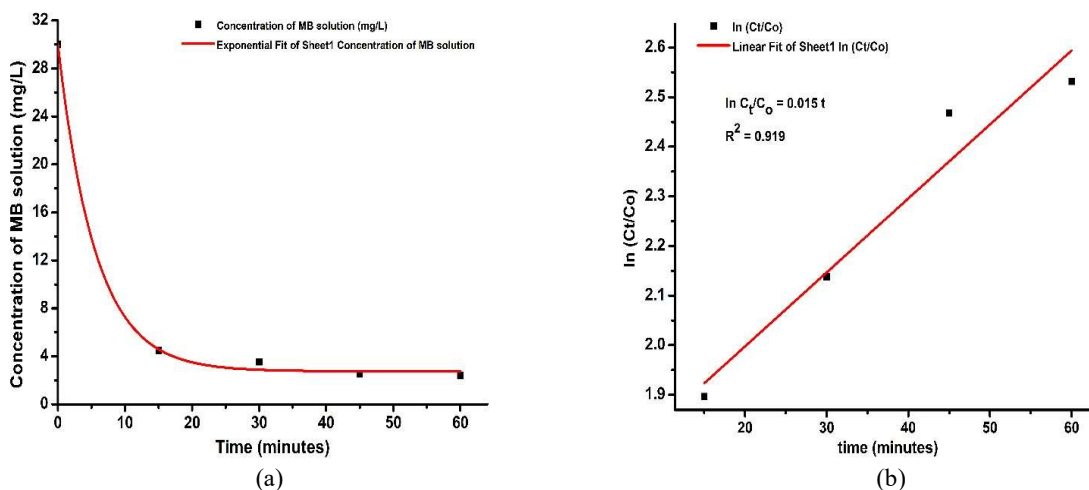 Concentration of MB solution (mg/L)
Exponential Fit of Sheet1 Concentration of MB solution
Concentration of MB solution (mg/L)
32
28
24
20
16
12
8
4
0
0 10 20 30 40 50 60
Time (minutes)
(a)
ln (Ct/Co)
Linear Fit of Sheet1 ln (Ct/Co)
ln Ct/Co = 0.015 t
R2 = 0.919
ln (Ct/Co)
2.6
2.5
2.4
2.3
2.2
2.1
2.0
1.9
20 30 40 50 60
time (minutes)
(b)